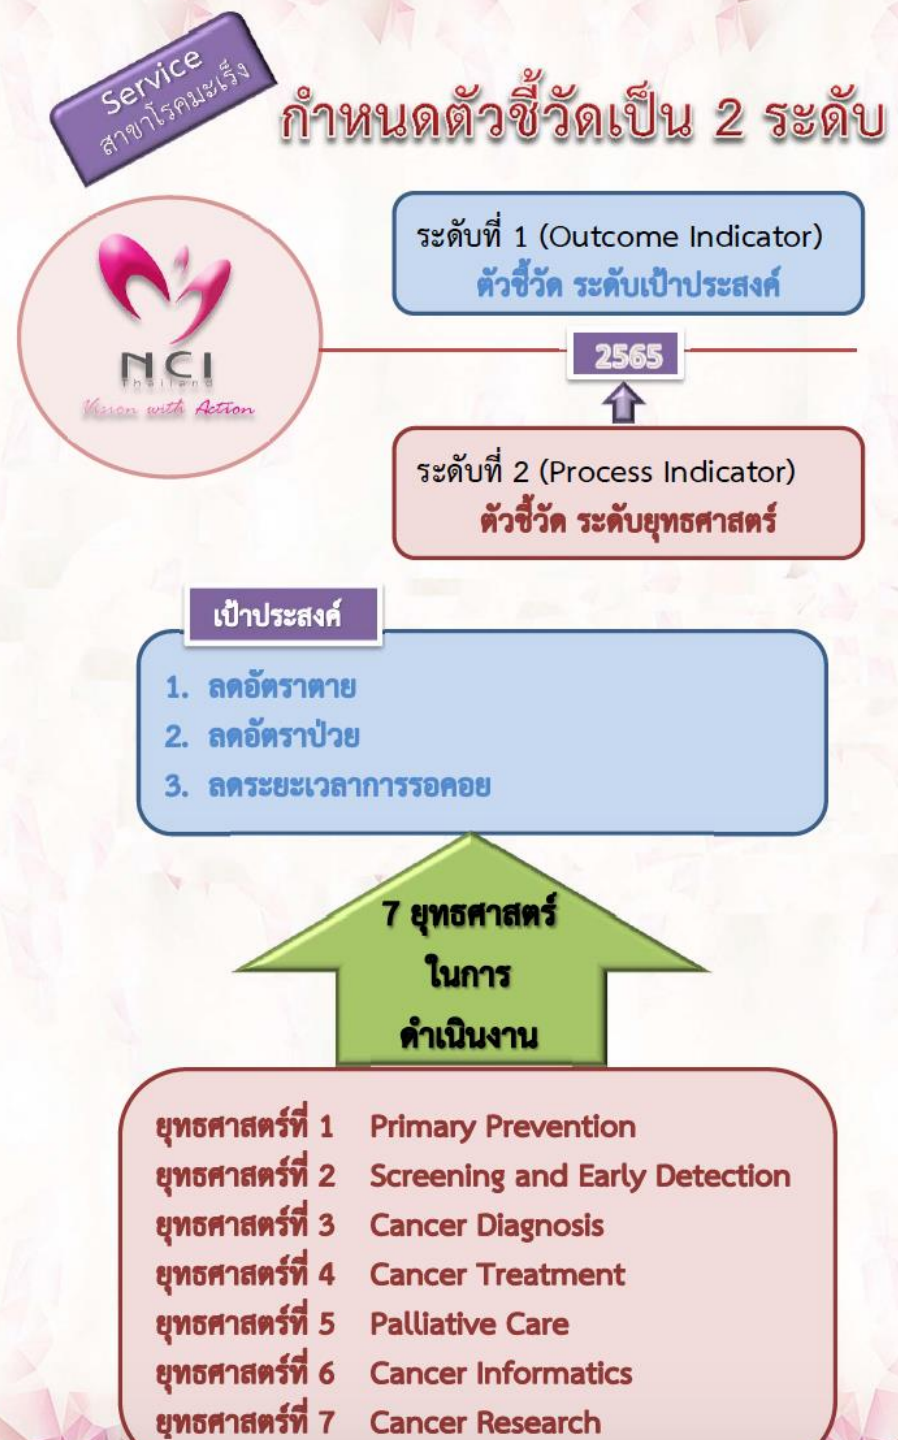 Service
สาขาโรคมะเร็ง
กำหนดตัวชี้วัดเป็น 2 ระดับ
ระดับที่ 1 (Outcome Indicator)
ตัวชี้วัด ระดับเป้าประสงค์
NCI
Thailand
Vision with Action
2565
ระดับที่ 2 (Process Indicator)
ตัวชี้วัด ระดับยุทธศาสตร์
เป้าประสงค์
1. ลดอัตราตาย
2. ลดอัตราป่วย
3. ลดระยะเวลาการรอคอย
7 ยุทธศาสตร์
ในการ
ดำเนินงาน
ยุทธศาสตร์ที่ 1 Primary Prevention
ยุทธศาสตร์ที่ 2 Screening and Early Detection
ยุทธศาสตร์ที่ 3 Cancer Diagnosis
ยุทธศาสตร์ที่ 4 Cancer Treatment
ยุทธศาสตร์ที่ 5 Palliative Care
ยุทธศาสตร์ที่ 6 Cancer Informatics
ยุทธศาสตร์ที่ 7 Cancer Research